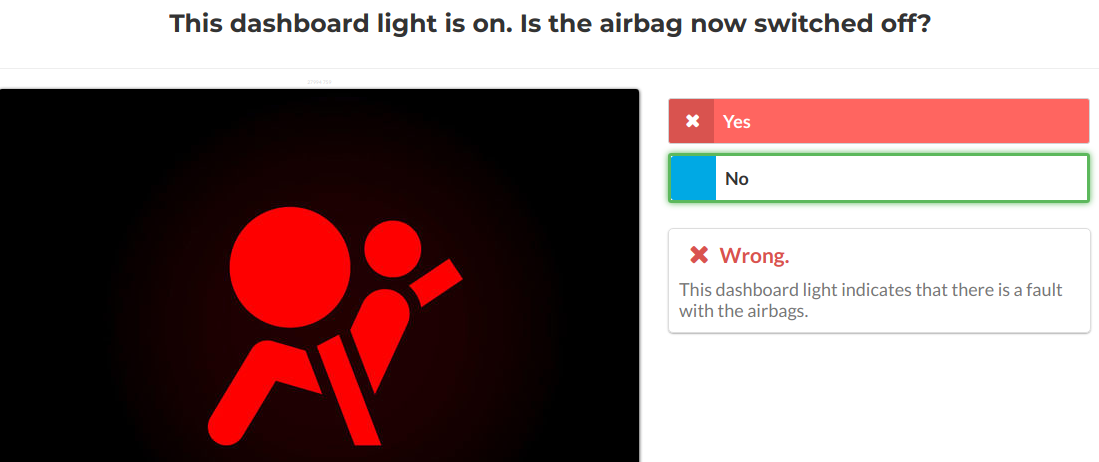 This dashboard light is on. Is the airbag now switched off?
Yes
No
Wrong.
This dashboard light indicates that there is a fault
with the airbags.